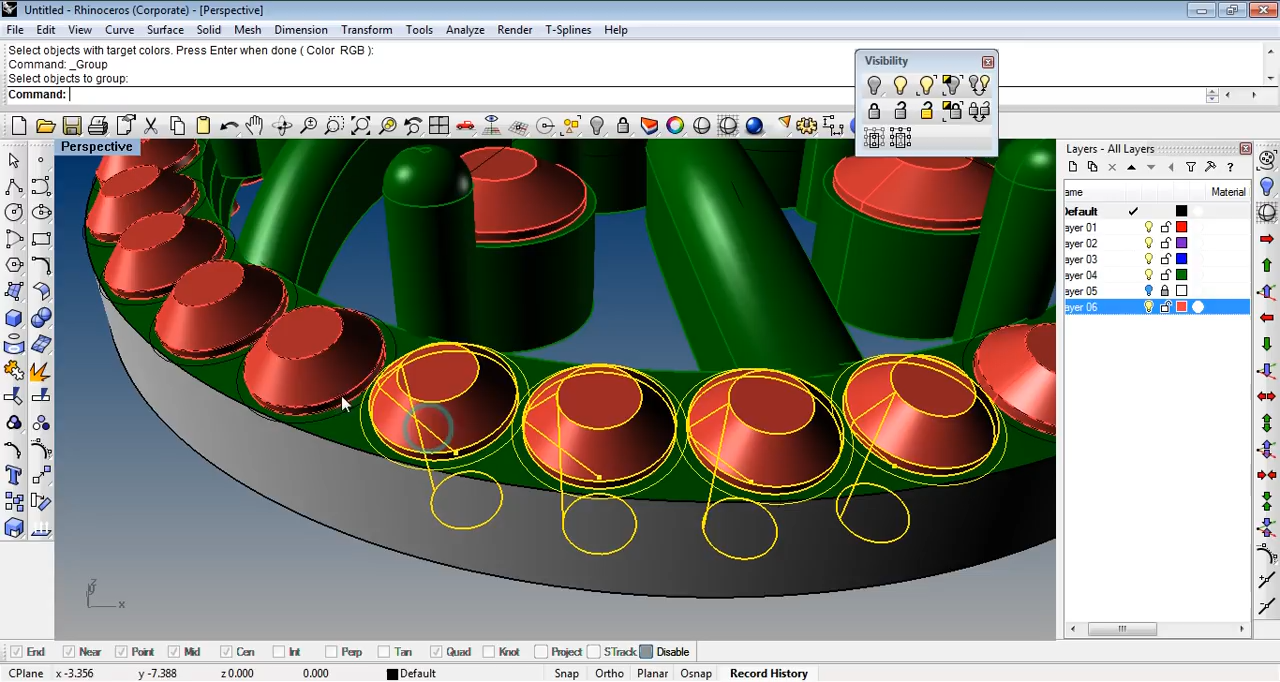 Untitled - Rhinoceros (Corporate) - [Perspective]
File Edit View Curve Surface Solid Mesh Dimension Transform Tools Analyze Render T-Splines Help
Select objects with target colors. Press Enter when done ( Color RGB ):
Command: _Group
Select objects to group:
Command:
Visibility
Perspective
Layers - All Layers
ame Material
Default
ayer 01
ayer 02
ayer 03
ayer 04
ayer 05
ayer 06
z
y
x
End Near Point Mid Cen Int Perp Tan Quad Knot Project STrack Disable
CPlane x -3.356 y -7.388 z 0.000 0.000 Default Snap Ortho Planar Osnap Record History